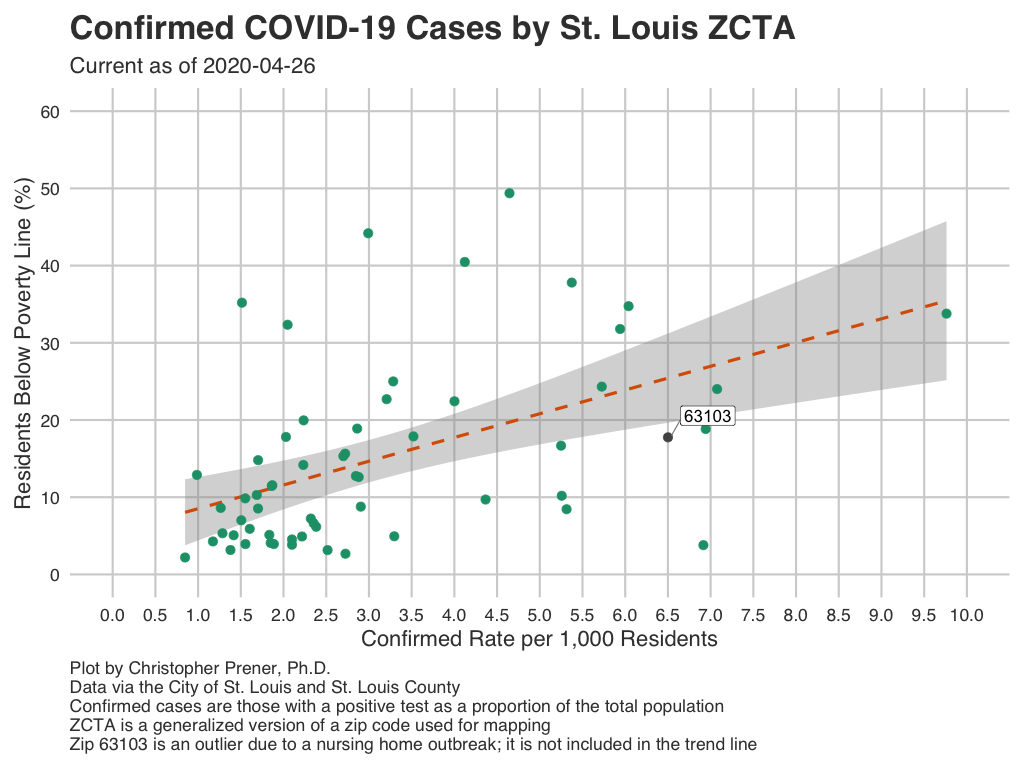 Confirmed COVID-19 Cases by St. Louis ZCTA
Current as of 2020-04-26
60
50
40
30
20
10
0
Residents Below Poverty Line (%)
63103
0.0 0.5 1.0 1.5 2.0 2.5 3.0 3.5 4.0 4.5 5.0 5.5 6.0 6.5 7.0 7.5 8.0 8.5 9.0 9.5 10.0
Confirmed Rate per 1,000 Residents
Plot by Christopher Prener, Ph.D.
Data via the City of St. Louis and St. Louis County
Confirmed cases are those with a positive test as a proportion of the total population
ZCTA is a generalized version of a zip code used for mapping
Zip 63103 is an outlier due to a nursing home outbreak; it is not included in the trend line